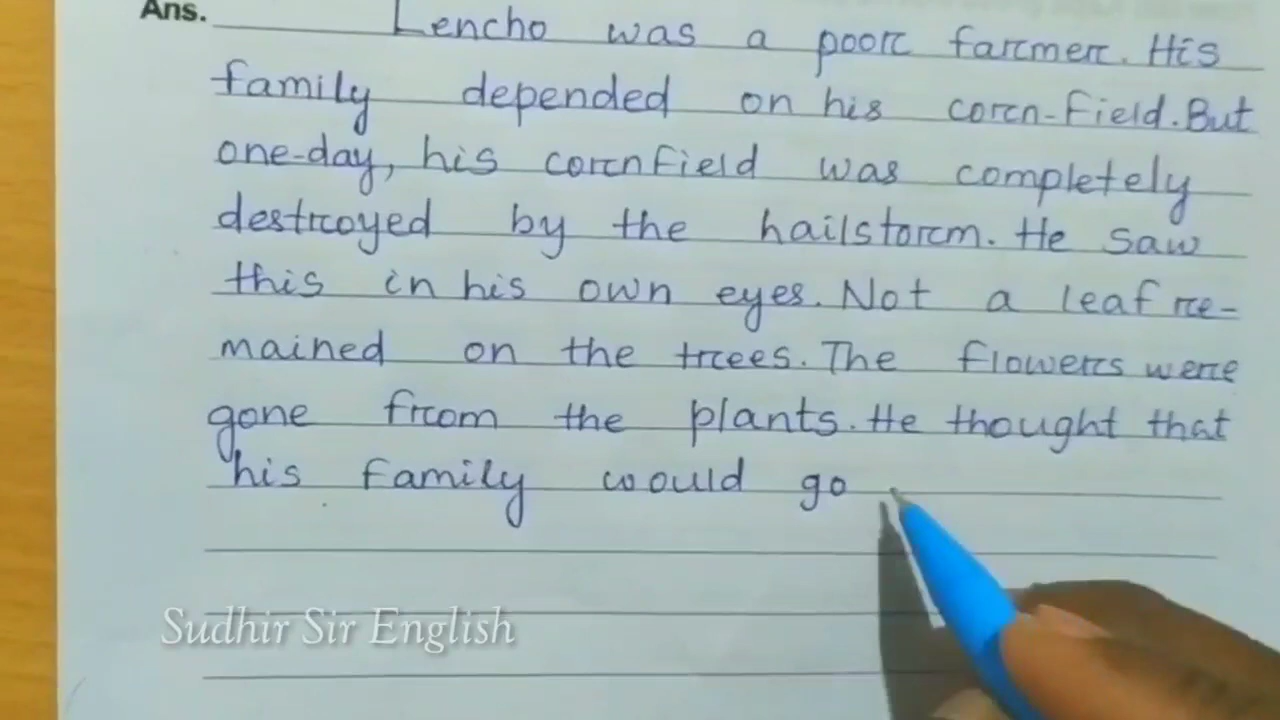 Ans. Lencho was a poor farmer. His
family depended on his corn-field. But
one-day, his cornfield was completely
destroyed by the hailstorm. He saw
this in his own eyes. Not a leaf re-
mained on the trees. The flowers were
gone from the plants. He thought that
his family would go
Sudhir Sir English